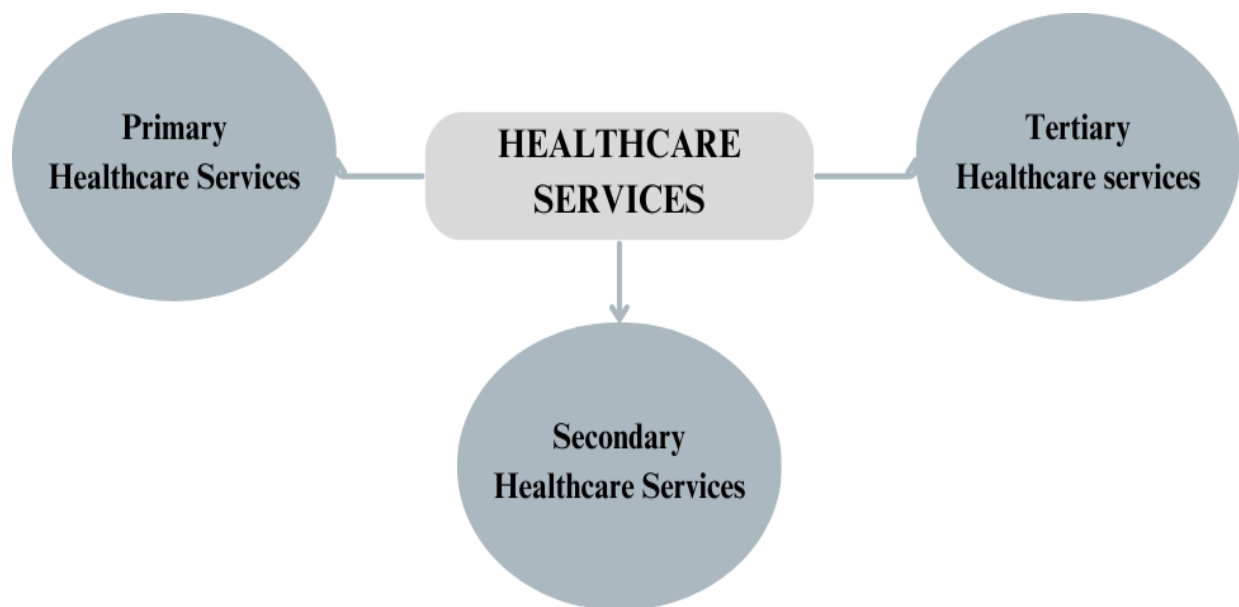 Primary
Healthcare Services
HEALTHCARE
SERVICES
Tertiary
Healthcare services
Secondary
Healthcare Services